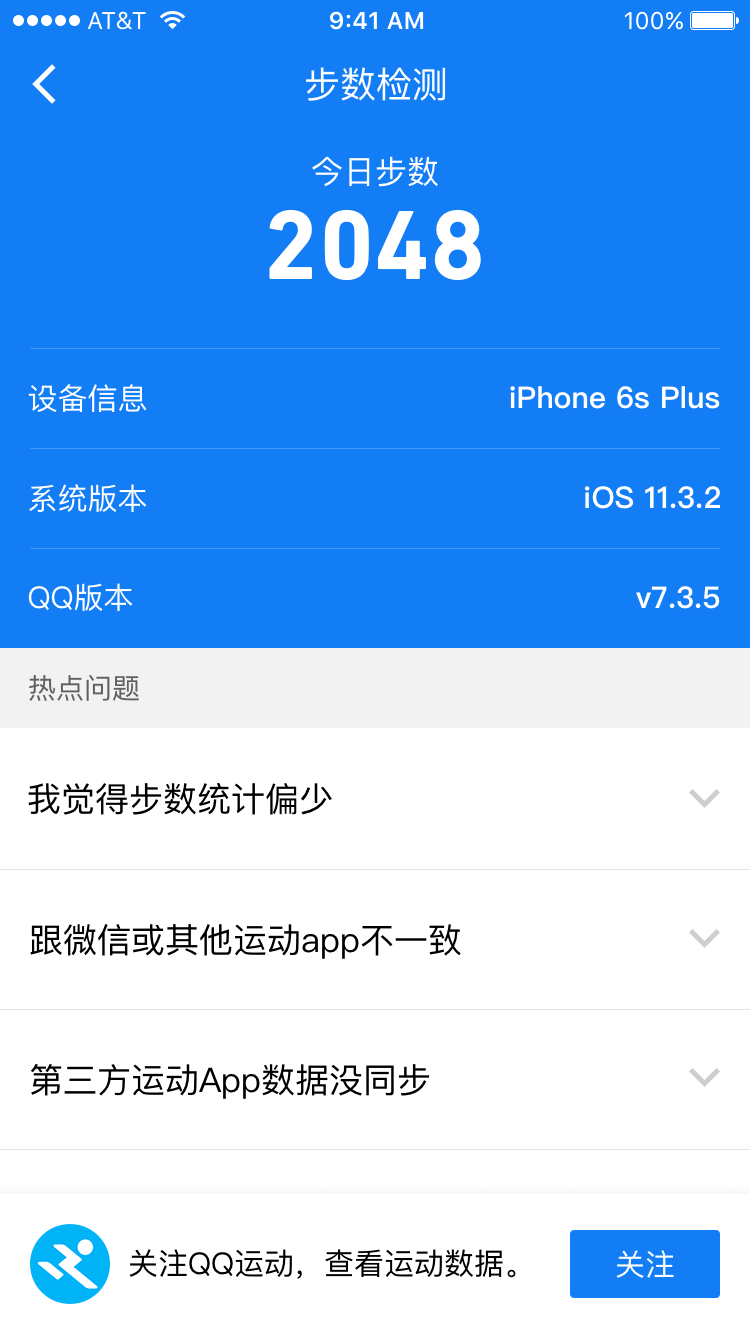 AT&T 9:41 AM 100%
步数检测
今日步数
2048
设备信息 iPhone 6s Plus
系统版本 iOS 11.3.2
QQ版本 v7.3.5
热点问题
我觉得步数统计偏少
跟微信或其他运动app不一致
第三方运动App数据没同步
关注QQ运动，查看运动数据。 关注